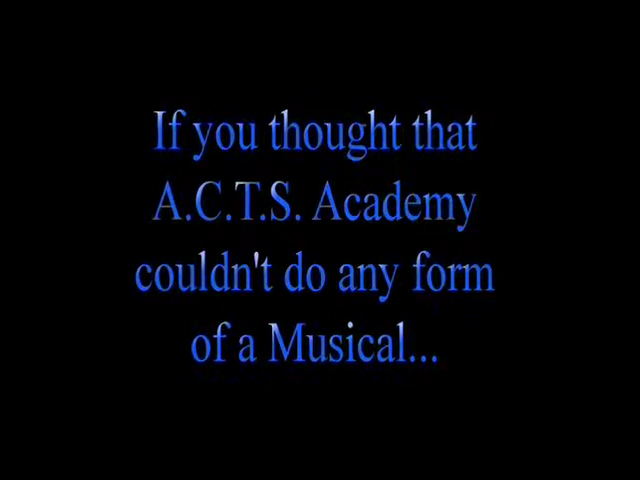 If you thought that
A.C.T.S. Academy
couldn't do any form
of a Musical...